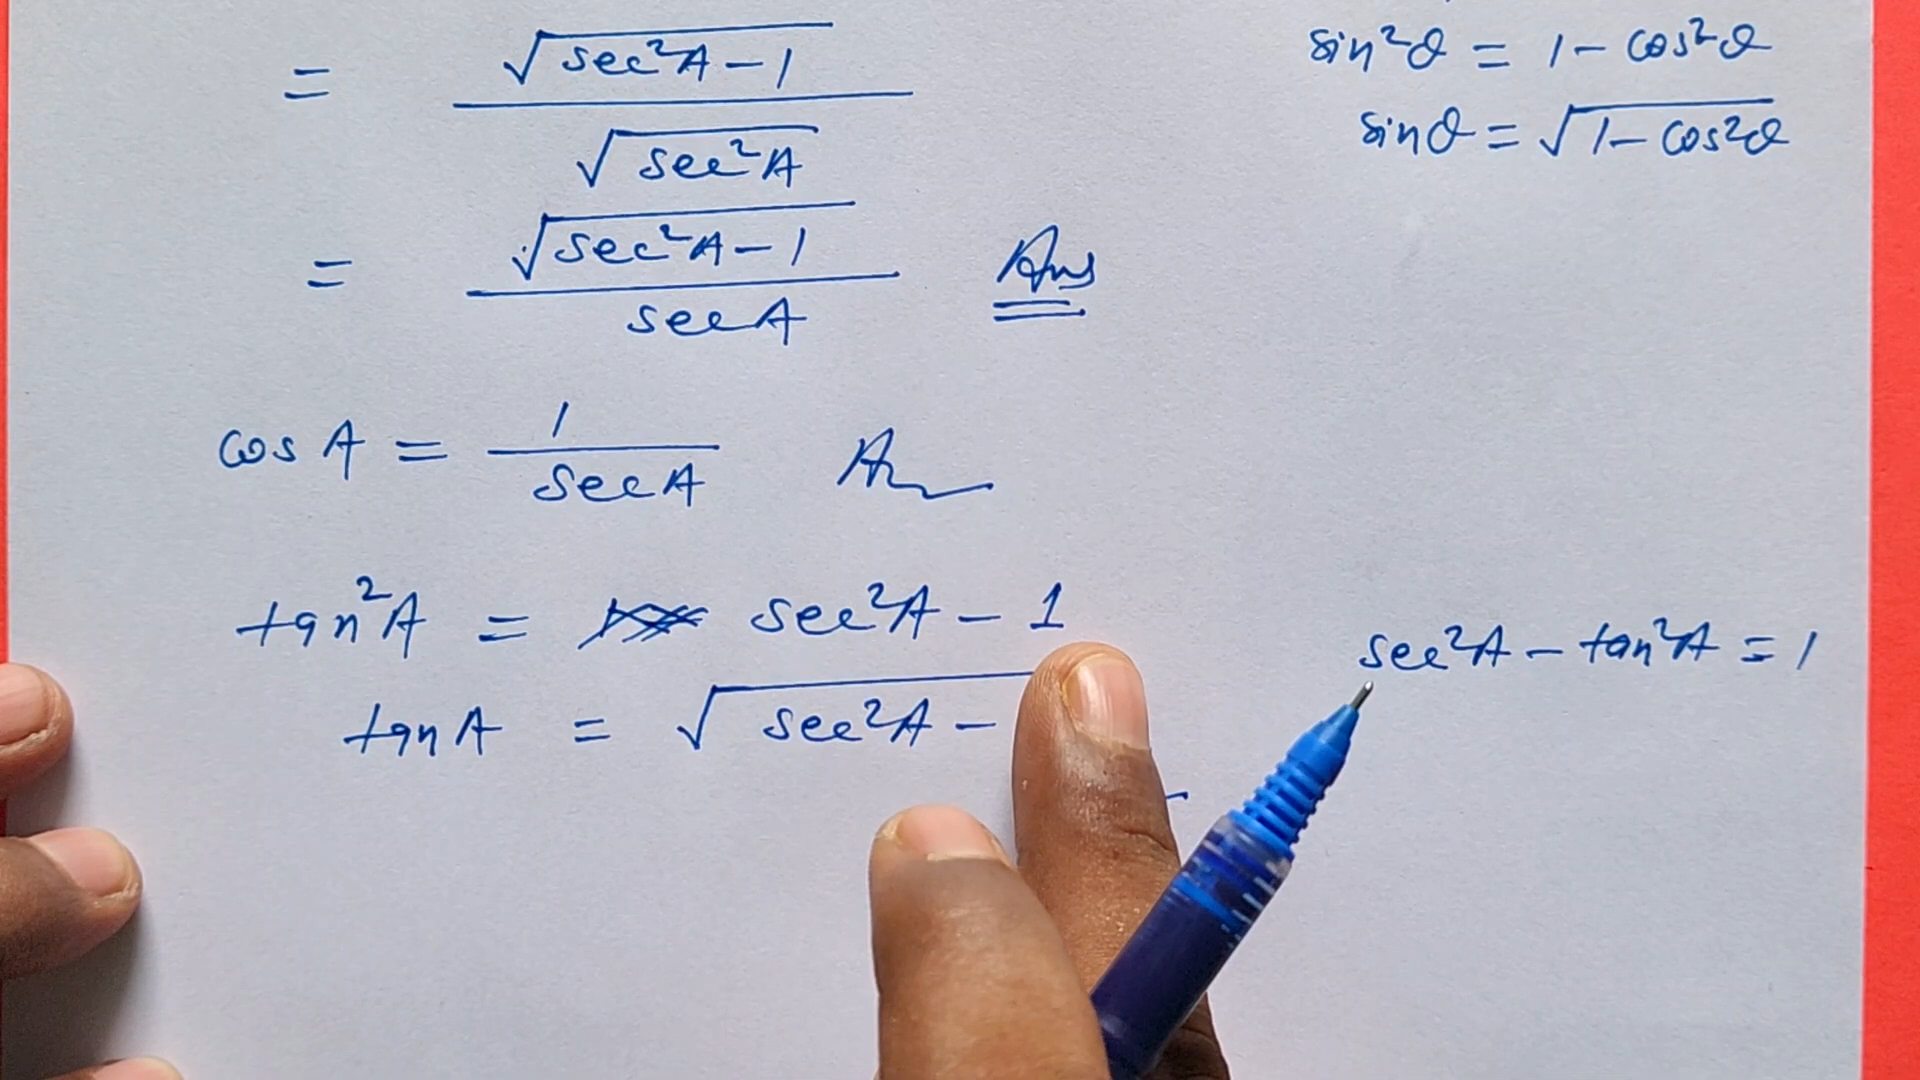 = √(sec²A - 1) / √(sec²A)
= √(sec²A - 1) / secA Ans
cos A = 1 / secA
tan²A = sec²A - 1
tanA = √(sec²A -
sin²θ = 1 - cos²θ
sinθ = √(1 - cos²θ)
sec²A - tan²A = 1